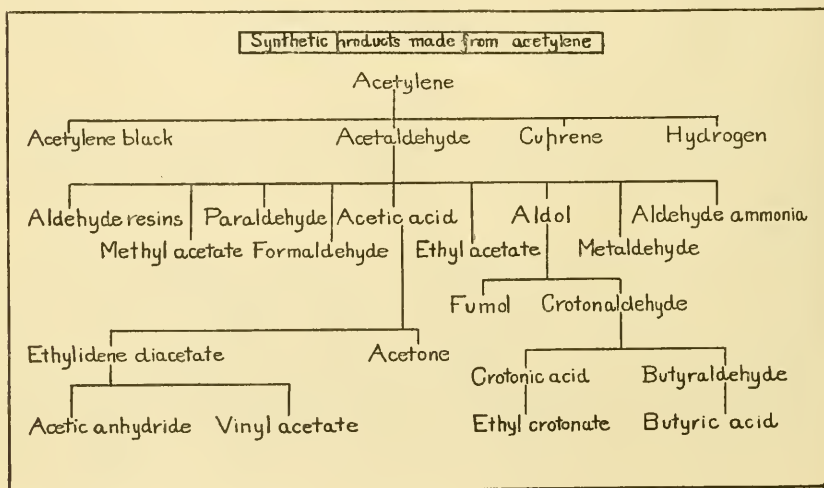 Synthetic products made from acetylene
Acetylene
Acetylene black Acetaldehyde Cuprene Hydrogen
Aldehyde resins Paraldehyde Acetic acid Aldol Aldehyde ammonia
Methyl acetate Formaldehyde Ethyl acetate Metaldehyde
Fumol Crotonaldehyde
Ethylidene diacetate Acetone
Crotonic acid Butyraldehyde
Acetic anhydride Vinyl acetate Ethyl crotonate Butyric acid